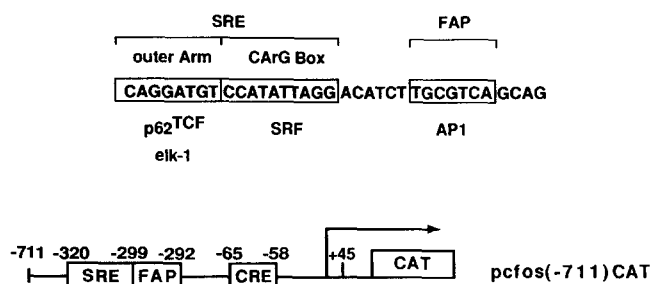 SRE FAP
outer Arm CArG Box
CAGGATGT CCATATTAGG ACATCT TGCGTCA GCAG
p62TCF SRF AP1
elk-1
-711 -320 -299 -292 -65 -58 +45
SRE FAP CRE CAT pcfos(-711)CAT